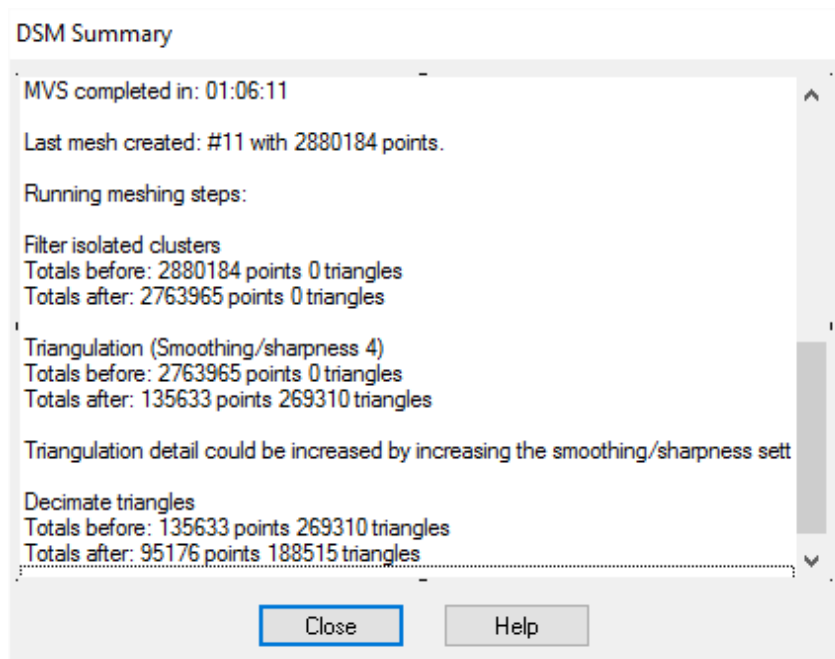 DSM Summary
MVS completed in: 01:06:11
Last mesh created: #11 with 2880184 points.
Running meshing steps:
Filter isolated clusters
Totals before: 2880184 points 0 triangles
Totals after: 2763965 points 0 triangles
Triangulation (Smoothing/sharpness 4)
Totals before: 2763965 points 0 triangles
Totals after: 135633 points 269310 triangles
Triangulation detail could be increased by increasing the smoothing/sharpness sett
Decimate triangles
Totals before: 135633 points 269310 triangles
Totals after: 95176 points 188515 triangles
Close Help